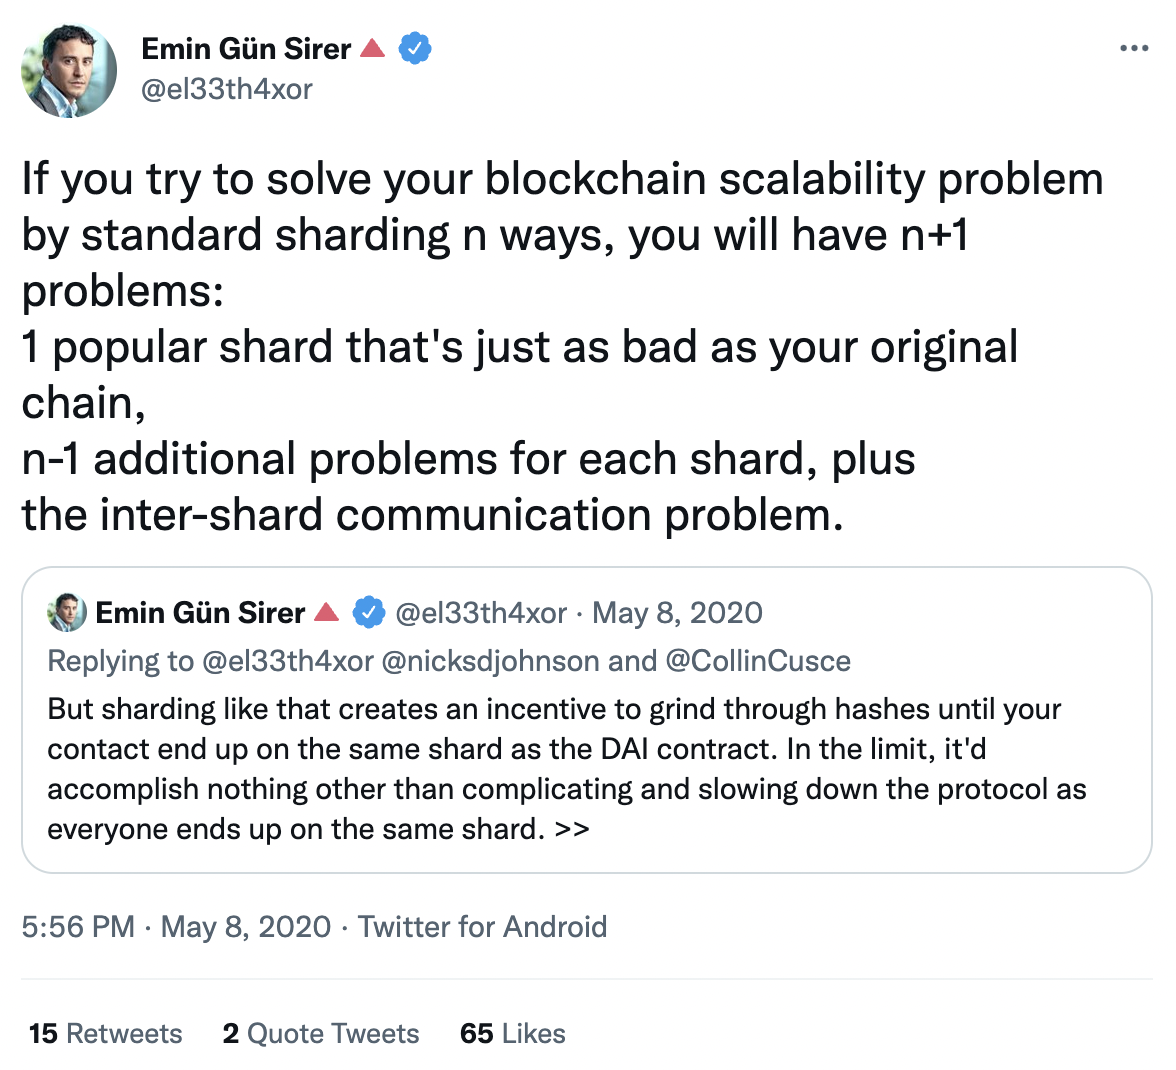 Emin Gün Sirer
@el33th4xor
If you try to solve your blockchain scalability problem
by standard sharding n ways, you will have n+1
problems:
1 popular shard that's just as bad as your original
chain,
n-1 additional problems for each shard, plus
the inter-shard communication problem.
Emin Gün Sirer @el33th4xor · May 8, 2020
Replying to @el33th4xor @nicksdjohnson and @CollinCusce
But sharding like that creates an incentive to grind through hashes until your
contact end up on the same shard as the DAI contract. In the limit, it'd
accomplish nothing other than complicating and slowing down the protocol as
everyone ends up on the same shard. >>
5:56 PM · May 8, 2020 · Twitter for Android
15 Retweets 2 Quote Tweets 65 Likes